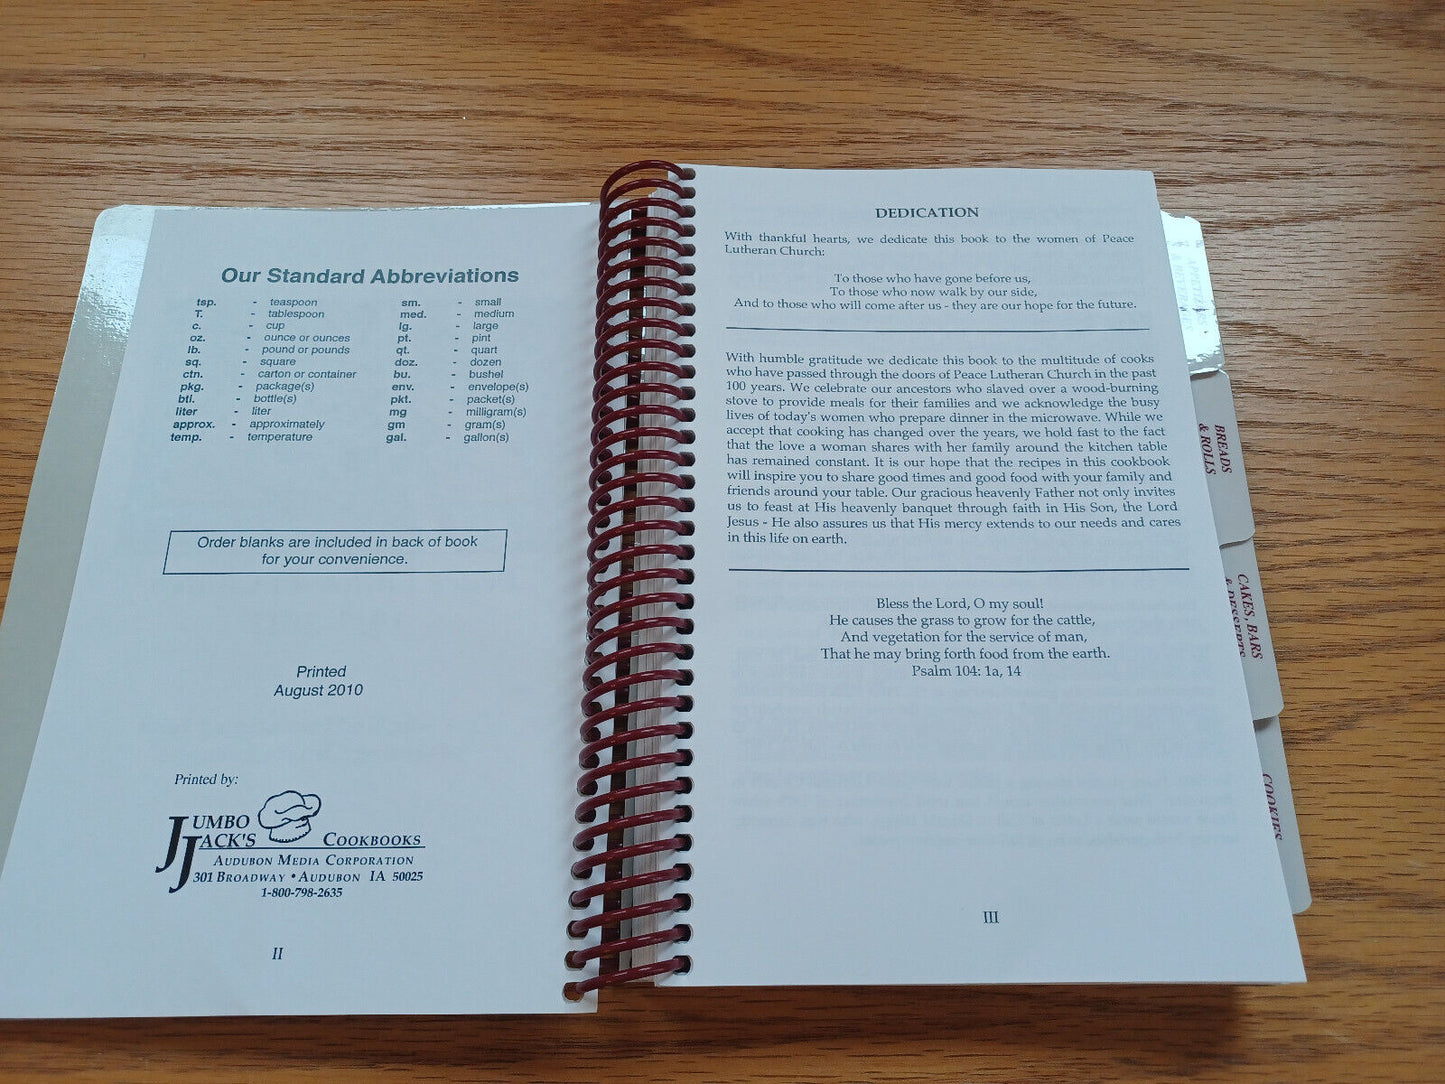 Our Standard Abbreviations
tsp. - teaspoon sm. - small
T. - tablespoon med. - medium
c. - cup lg. - large
oz. - ounce or ounces pt. - pint
lb. - pound or pounds qt. - quart
sq. - square doz. - dozen
ctn. - carton or container bu. - bushel
pkg. - package(s) env. - envelope(s)
btl. - bottle(s) pkt. - packet(s)
liter - liter mg - milligram(s)
approx. - approximately gm - gram(s)
temp. - temperature gal. - gallon(s)
Order blanks are included in back of book
for your convenience.
Printed
August 2010
Printed by:
JUMBO
JACK'S COOKBOOKS
AUDUBON MEDIA CORPORATION
301 BROADWAY • AUDUBON IA 50025
1-800-798-2635
II
DEDICATION
With thankful hearts, we dedicate this book to the women of Peace
Lutheran Church:
To those who have gone before us,
To those who now walk by our side,
And to those who will come after us - they are our hope for the future.
With humble gratitude we dedicate this book to the multitude of cooks
who have passed through the doors of Peace Lutheran Church in the past
100 years. We celebrate our ancestors who slaved over a wood-burning
stove to provide meals for their families and we acknowledge the busy
lives of today's women who prepare dinner in the microwave. While we
accept that cooking has changed over the years, we hold fast to the fact
that the love a woman shares with her family around the kitchen table
has remained constant. It is our hope that the recipes in this cookbook
will inspire you to share good times and good food with your family and
friends around your table. Our gracious heavenly Father not only invites
us to feast at His heavenly banquet through faith in His Son, the Lord
Jesus - He also assures us that His mercy extends to our needs and cares
in this life on earth.
Bless the Lord, O my soul!
He causes the grass to grow for the cattle,
And vegetation for the service of man,
That he may bring forth food from the earth.
Psalm 104: 1a, 14
III
BREADS
& ROLLS
CAKES, BARS
& DESSERTS
COOKIES